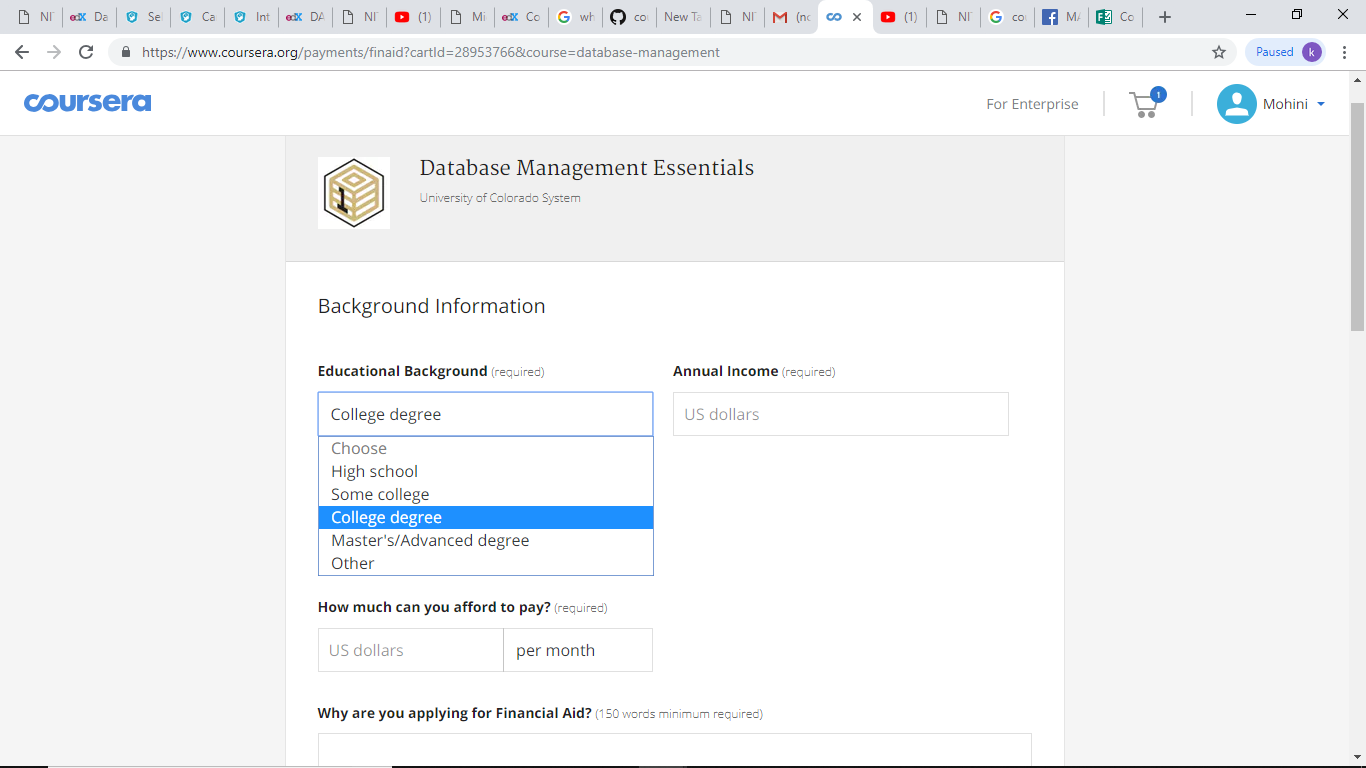 NI
Da
Sel
Ca
Int
DA
NI
(1)
Mi
Co
wh
co
New Ta
NI
(nc
(1)
NI
co
MA
Co
https://www.coursera.org/payments/finaid?cartId=28953766&course=database-management
Paused k
coursera
For Enterprise
1
Mohini
1
Database Management Essentials
University of Colorado System
Background Information
Educational Background (required)
Annual Income (required)
College degree
US dollars
Choose
High school
Some college
College degree
Master's/Advanced degree
Other
How much can you afford to pay? (required)
US dollars
per month
Why are you applying for Financial Aid? (150 words minimum required)